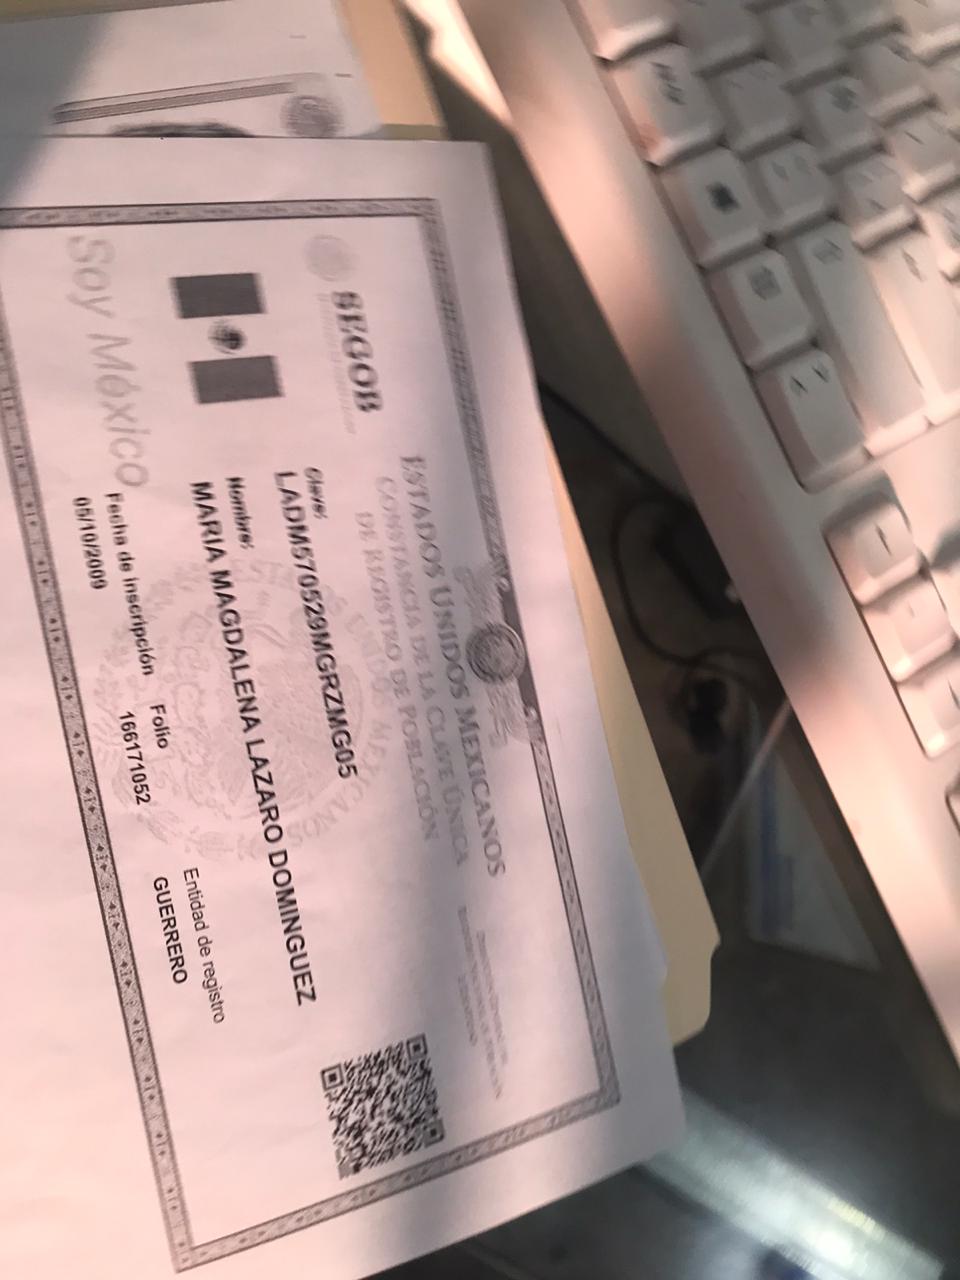 SEGOB
ESTADOS UNIDOS MEXICANOS
CONSTANCIA DE LA CLAVE ÚNICA
DE REGISTRO DE POBLACIÓN
Clave:
LADM570529MGRZMG05
Nombre:
MARIA MAGDALENA LAZARO DOMINGUEZ
Fecha de inscripción Folio Entidad de registro
05/10/2009 166171052 GUERRERO
Soy México